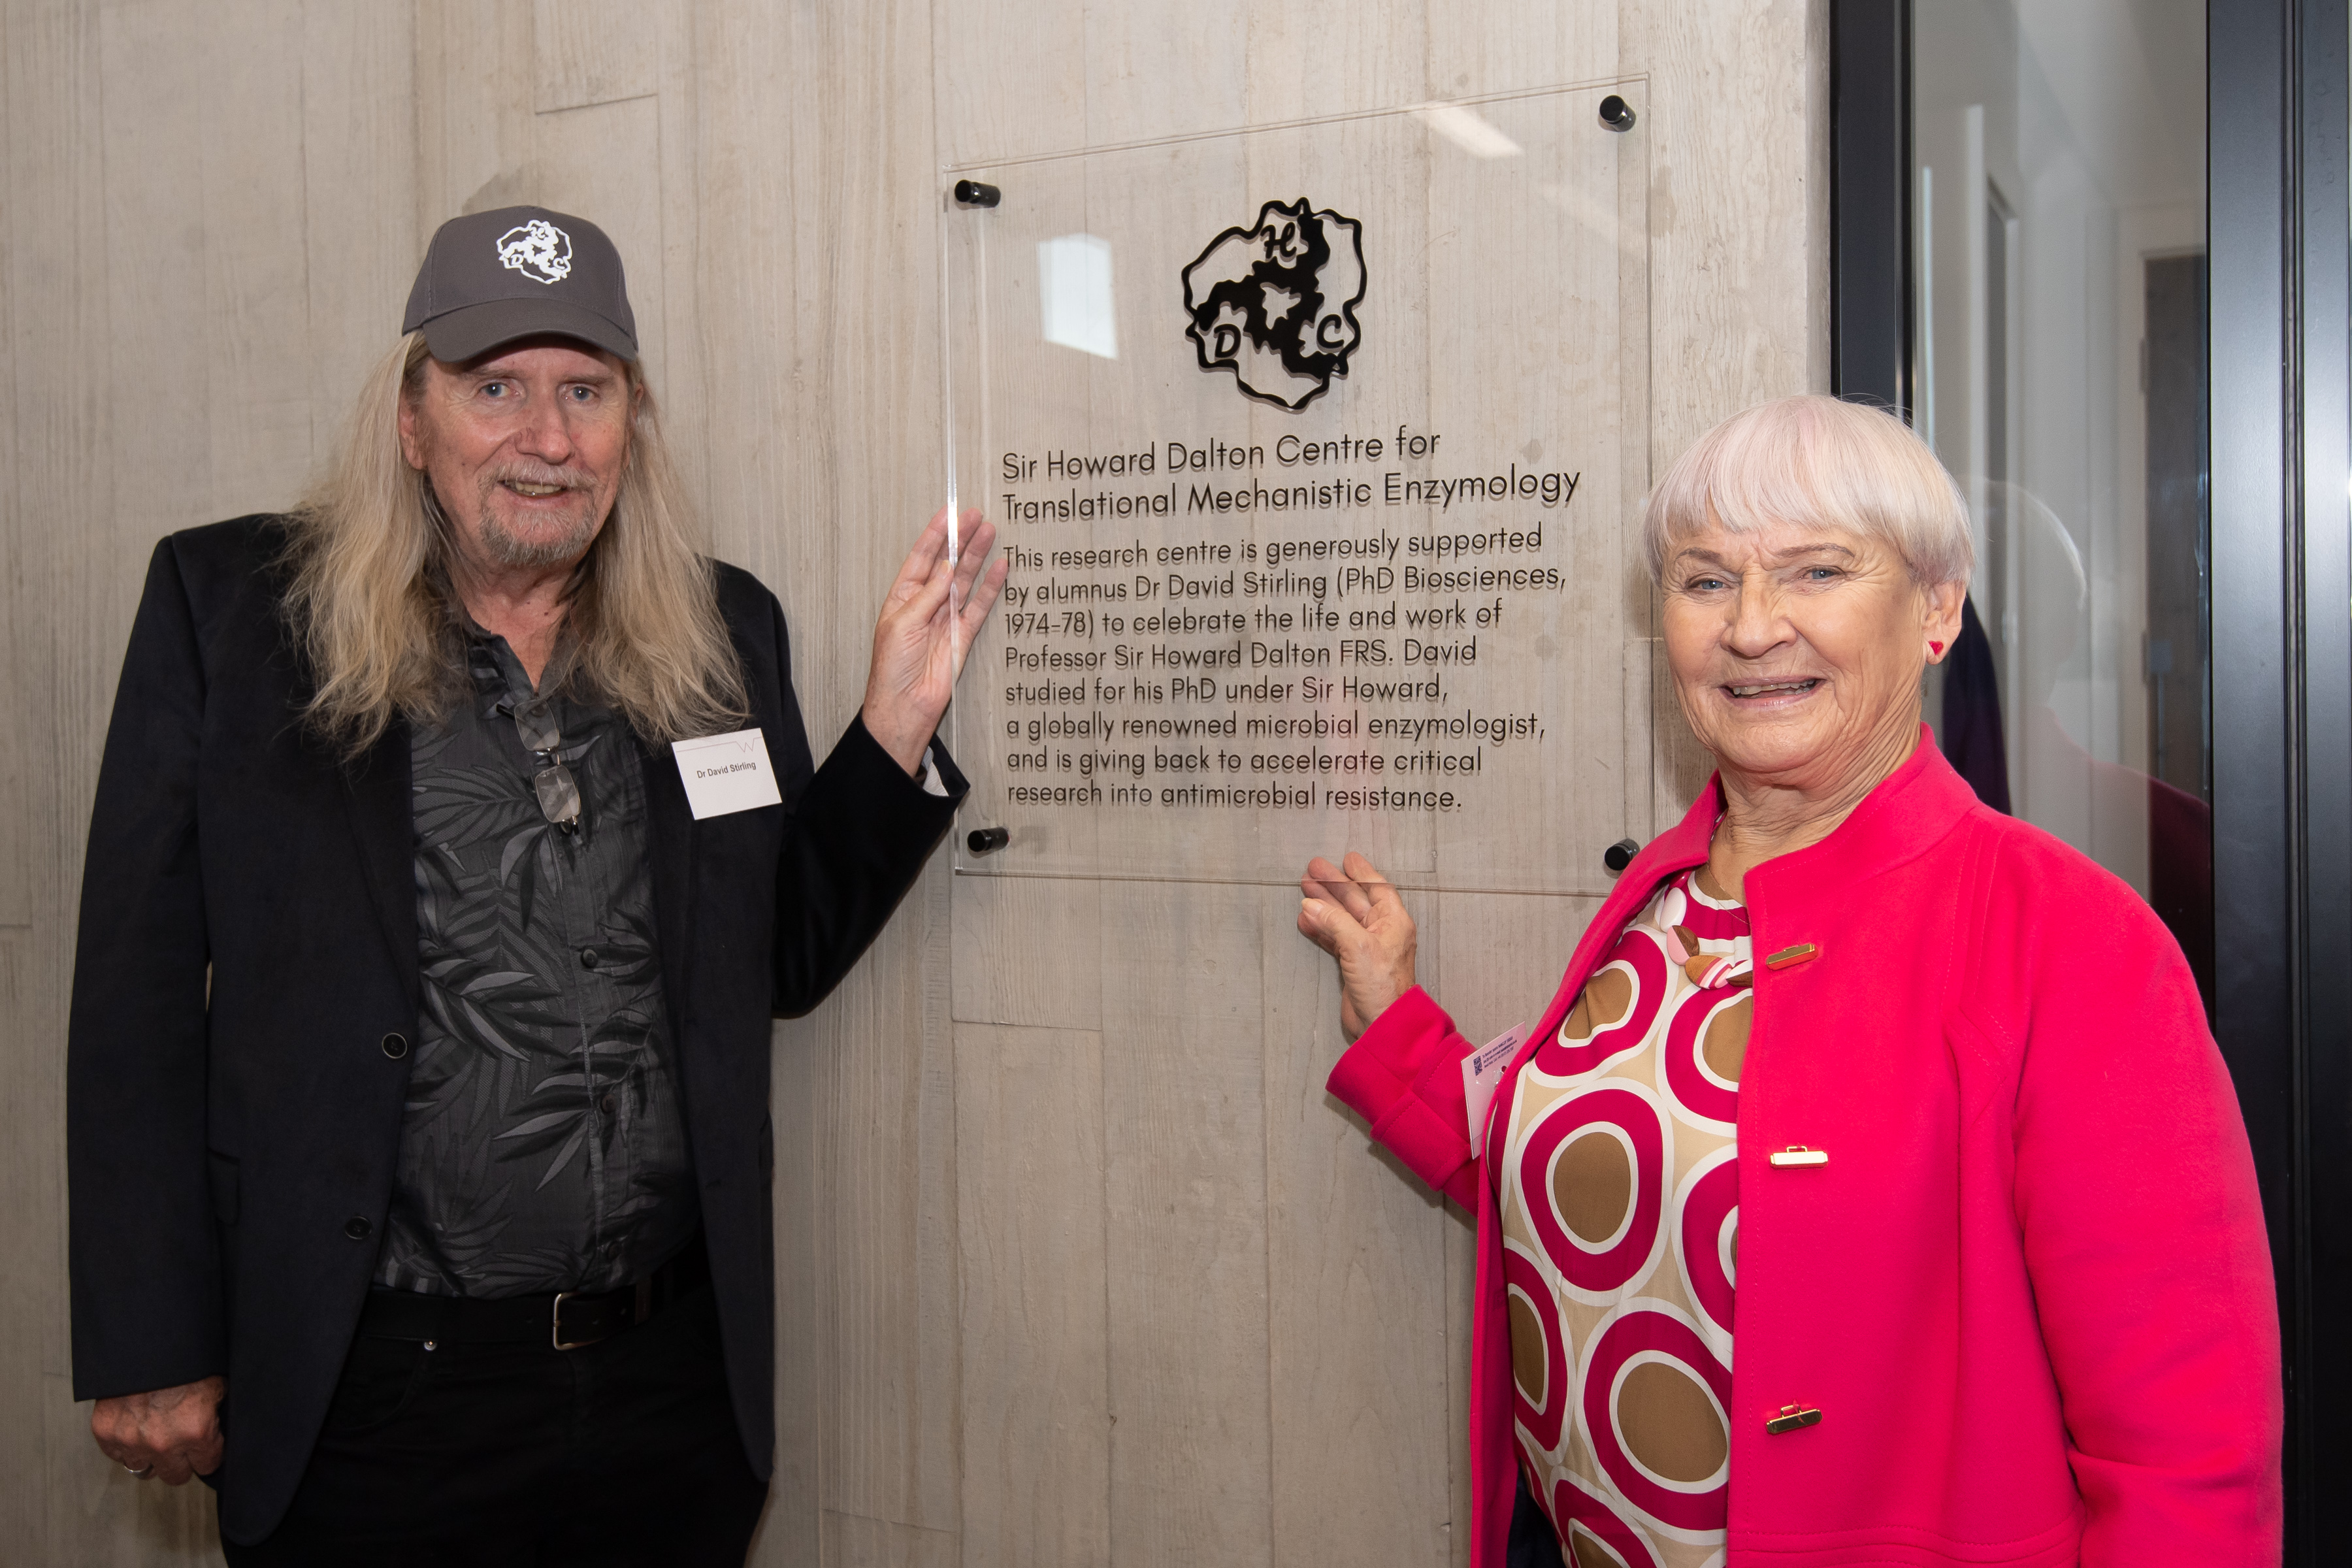 H
D C
H
D C
Sir Howard Dalton Centre for
Translational Mechanistic Enzymology
This research centre is generously supported
by alumnus Dr David Stirling (PhD Biosciences,
1974-78) to celebrate the life and work of
Professor Sir Howard Dalton FRS. David
studied for his PhD under Sir Howard,
a globally renowned microbial enzymologist,
and is giving back to accelerate critical
research into antimicrobial resistance.
Dr David Stirling